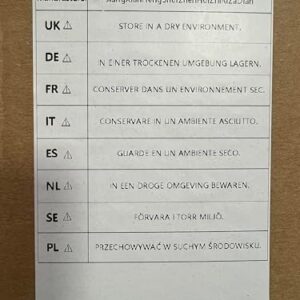 UK ⚠ STORE IN A DRY ENVIRONMENT.
DE ⚠ IN EINER TROCKENEN UMGEBUNG LAGERN.
FR ⚠ CONSERVER DANS UN ENVIRONNEMENT SEC.
IT ⚠ CONSERVARE IN UN AMBIENTE ASCIUTTO.
ES ⚠ GUARDE EN UN AMBIENTE SECO.
NL ⚠ IN EEN DROGE OMGEVING BEWAREN.
SE ⚠ FÖRVARA I TORR MILJÖ.
PL ⚠ PRZECHOWYWAĆ W SUCHYM ŚRODOWISKU.